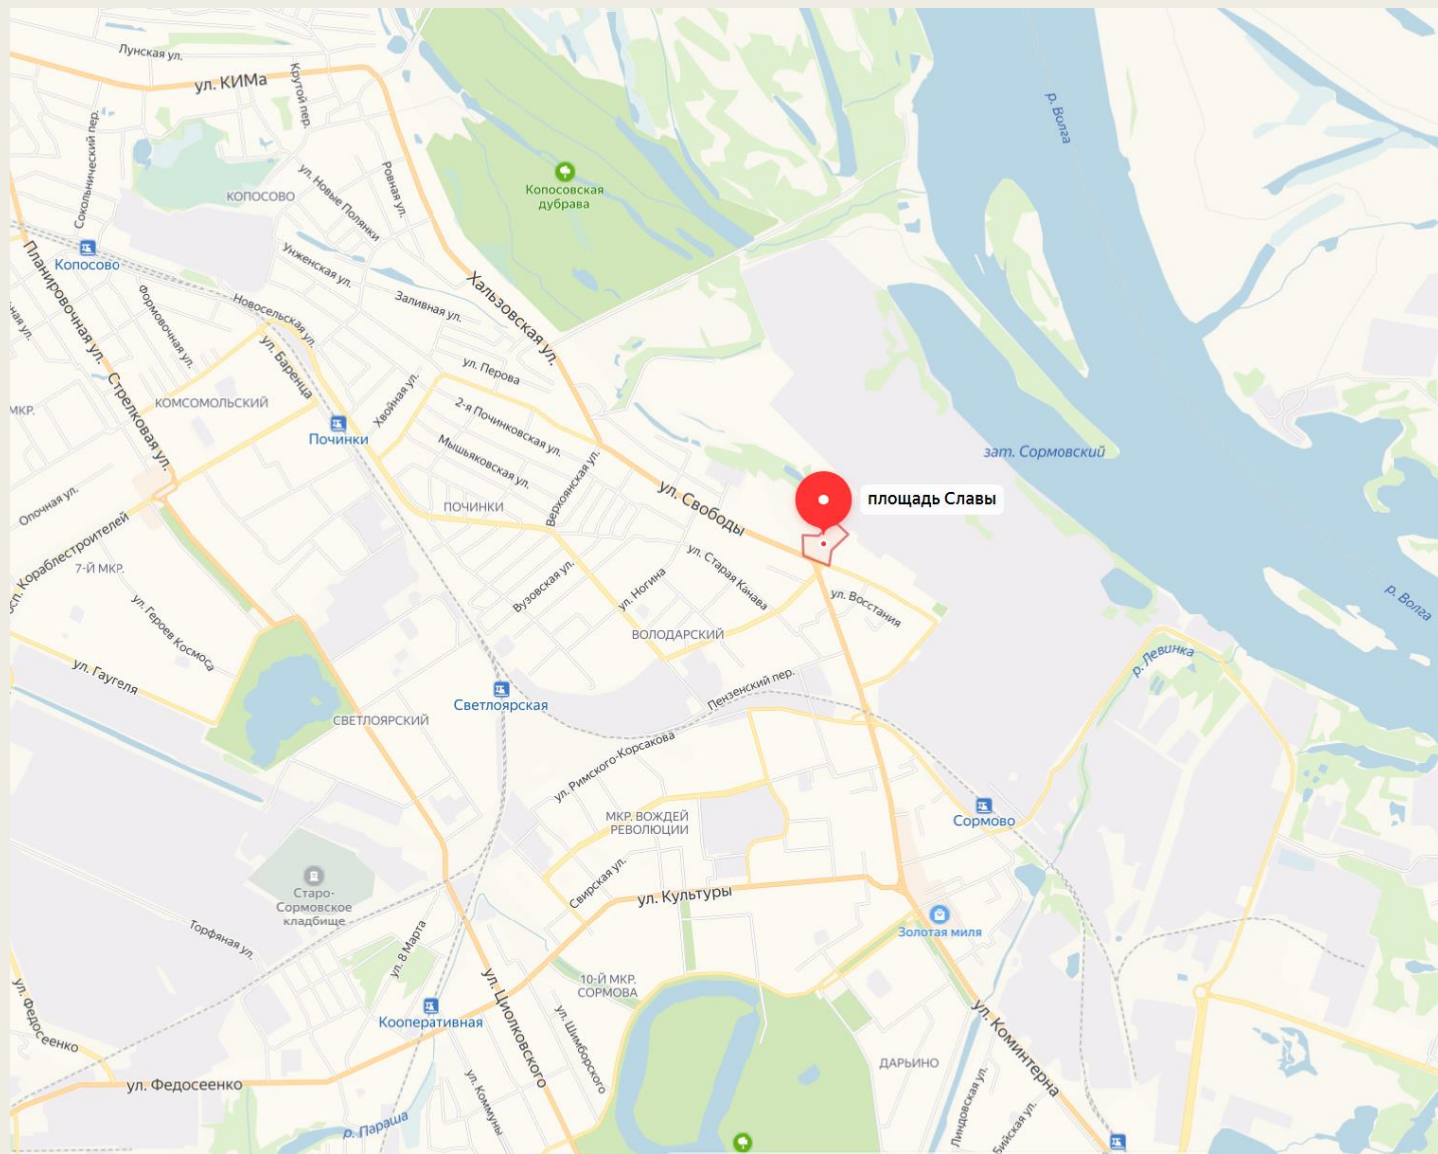 Лунская ул.
ул. КИМа
Крутой пер.
р. Волга
Сокольнический пер.
Копосовская
дубрава
КОПОСОВО
ул. Новые Полянки
Ровная ул.
Копосово
Планировочная ул.
Унженская ул.
Хальзовская ул.
Формовочная ул.
Новосельская ул.
Заливная ул.
ул. Баренца
ул. Перова
Стрелковая ул.
Хвойная ул.
МКР.
КОМСОМОЛЬСКИЙ
2-я Починковская ул.
Починки
Мышьяковская ул.
зат. Сормовский
Верхоянская ул.
Опочная ул.
ПОЧИНКИ
ул. Свободы
площадь Славы
Кораблестроителей
7-Й МКР.
ул. Старая Канава
Вузовская ул.
ул. Ногина
ул. Восстания
р. Волга
ул. Героев Космоса
ВОЛОДАРСКИЙ
р. Левинка
ул. Гаугеля
Пензенский пер.
Светлоярская
СВЕТЛОЯРСКИЙ
ул. Римского-Корсакова
МКР. ВОЖДЕЙ
РЕВОЛЮЦИИ
Сормово
Старо-
Сормовское
кладбище
Свирская ул.
ул. Культуры
Торфяная ул.
ул. 8 Марта
Золотая миля
10-Й МКР.
СОРМОВА
ул. Федосеенко
Кооперативная
ул. Циолковского
ул. Шимборского
ул. Коминтерна
ДАРЬИНО
ул. Федосеенко
ул. Коммуны
р. Параша
Линдовская ул.